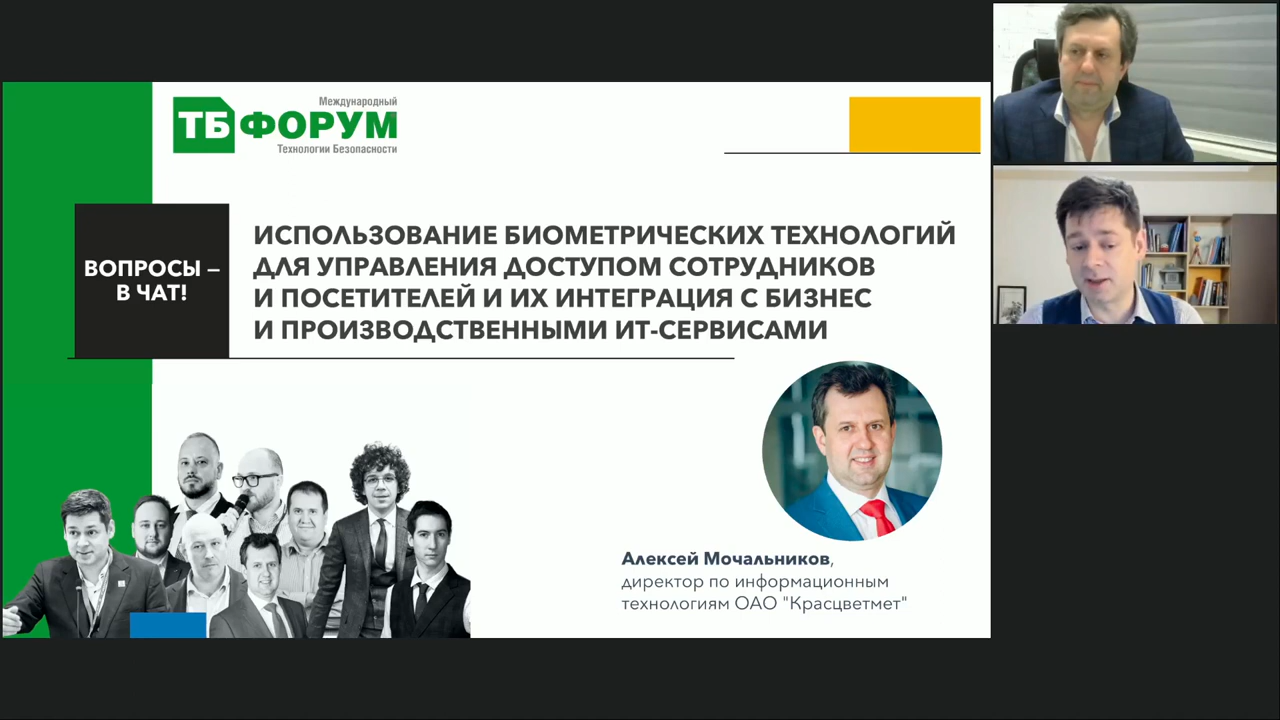 Международный
ТБ ФОРУМ
Технологии Безопасности
ВОПРОСЫ –
В ЧАТ!
ИСПОЛЬЗОВАНИЕ БИОМЕТРИЧЕСКИХ ТЕХНОЛОГИЙ
ДЛЯ УПРАВЛЕНИЯ ДОСТУПОМ СОТРУДНИКОВ
И ПОСЕТИТЕЛЕЙ И ИХ ИНТЕГРАЦИЯ С БИЗНЕС
И ПРОИЗВОДСТВЕННЫМИ ИТ-СЕРВИСАМИ
Алексей Мочальников,
директор по информационным
технологиям ОАО "Красцветмет"